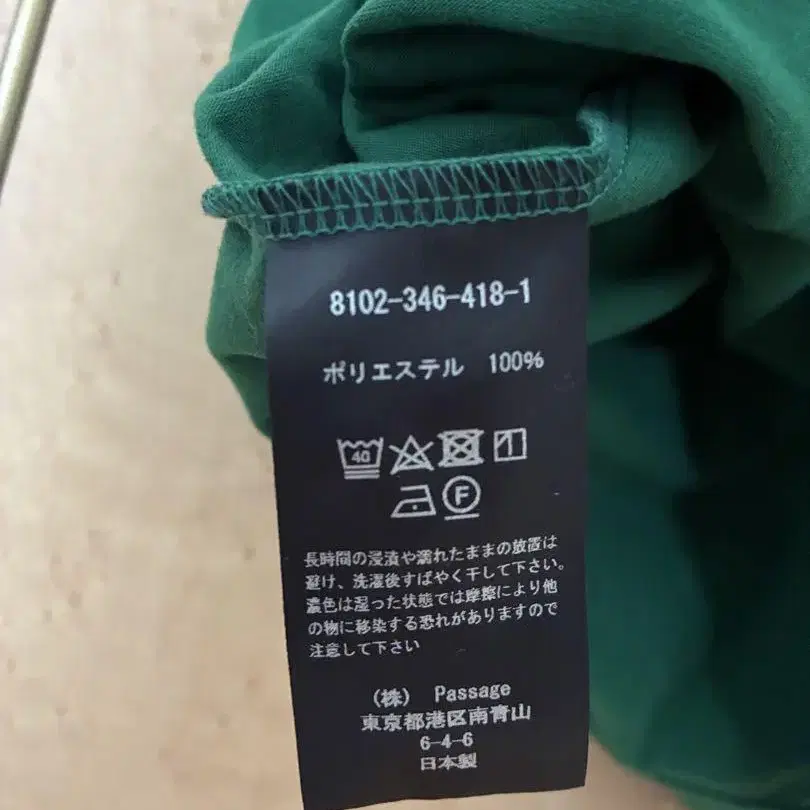 8102-346-418-1
ポリエステル 100%
40
F
長時間の浸漬や濡れたままの放置は
避け、洗濯後すばやく干して下さい。
濃色は湿った状態では摩擦により他
の物に移染する恐れがありますので
注意して下さい
(株) Passage
東京都港区南青山
6-4-6
日本製